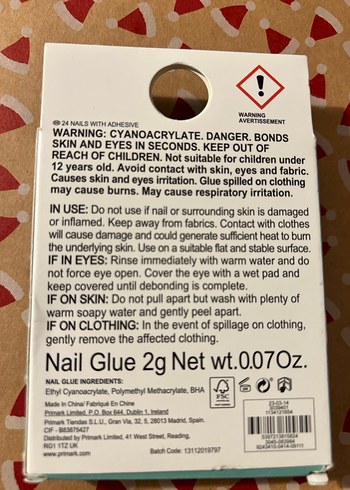 WARNING
AVERTISSEMENT
24 NAILS WITH ADHESIVE
WARNING: CYANOACRYLATE. DANGER. BONDS
SKIN AND EYES IN SECONDS. KEEP OUT OF
REACH OF CHILDREN. Not suitable for children under
12 years old. Avoid contact with skin, eyes and fabric.
Causes skin and eyes irritation. Glue spilled on clothing
may cause burns. May cause respiratory irritation.
IN USE: Do not use if nail or surrounding skin is damaged
or inflamed. Keep away from fabrics. Contact with clothes
will cause damage and could generate sufficient heat to burn
the underlying skin. Use on a suitable flat and stable surface.
IF IN EYES: Rinse immediately with warm water and do
not force eye open. Cover the eye with a wet pad and
keep covered until debonding is complete.
IF ON SKIN: Do not pull apart but wash with plenty of
warm soapy water and gently peel apart.
IF ON CLOTHING: In the event of spillage on clothing,
gently remove the affected clothing.
Nail Glue 2g Net wt.0.07Oz.
NAIL GLUE INGREDIENTS:
Ethyl Cyanoacrylate, Polymethyl Methacrylate, BHA
Made In China/ Fabriqué En Chine
Primark Limited, P.O. Box 644, Dublin 1, Ireland
Primark Tiendas S.L.U., Gran Via, 32, 5, 28013 Madrid, Spain.
CIF - B83875427
Distributed by Primark Limited, 41 West Street, Reading,
RG1 1TZ UK
www.primark.com
Batch Code: 13112019797
FSC
23-03-14